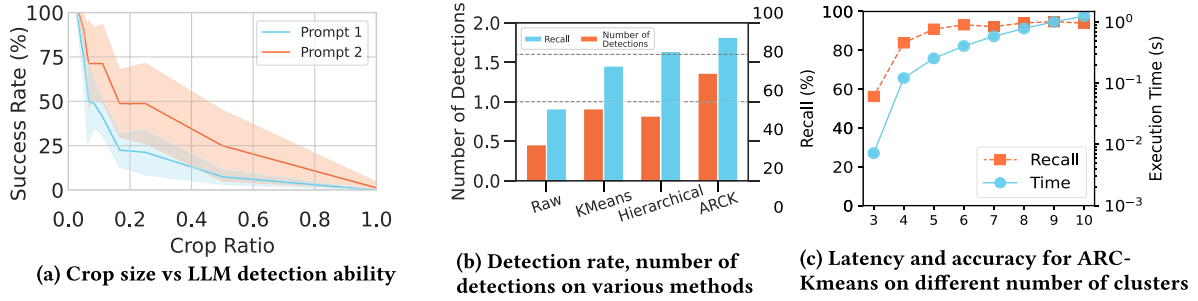 100
75
50
25
0
Success Rate (%)
0.0 0.2 0.4 0.6 0.8 1.0
Crop Ratio
Prompt 1
Prompt 2
(a) Crop size vs LLM detection ability
2.0
1.5
1.0
0.5
0.0
Number of Detections
Recall
Number of
Detections
100
80
60
40
20
0
Raw KMeans Hierarchical ARCK
(b) Detection rate, number of
detections on various methods
100
80
60
40
20
0
Recall (%)
Recall
Time
10⁰
10⁻¹
10⁻²
10⁻³
Execution Time (s)
3 4 5 6 7 8 9 10
(c) Latency and accuracy for ARC-
Kmeans on different number of clusters